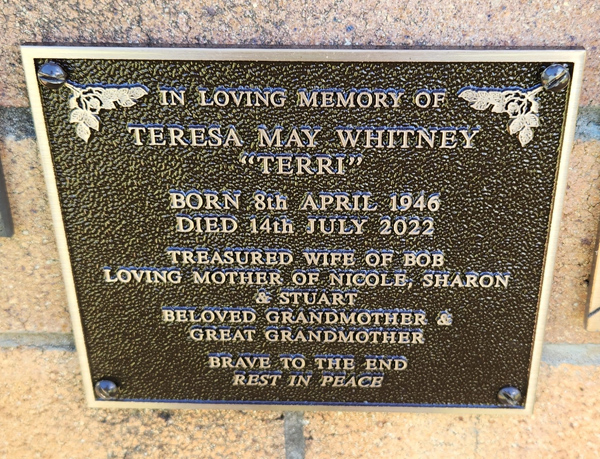 IN LOVING MEMORY OF
TERESA MAY WHITNEY
“TERRI”
BORN 8th APRIL 1946
DIED 14th JULY 2022
TREASURED WIFE OF BOB
LOVING MOTHER OF NICOLE, SHARON
& STUART
BELOVED GRANDMOTHER &
GREAT GRANDMOTHER
BRAVE TO THE END
REST IN PEACE